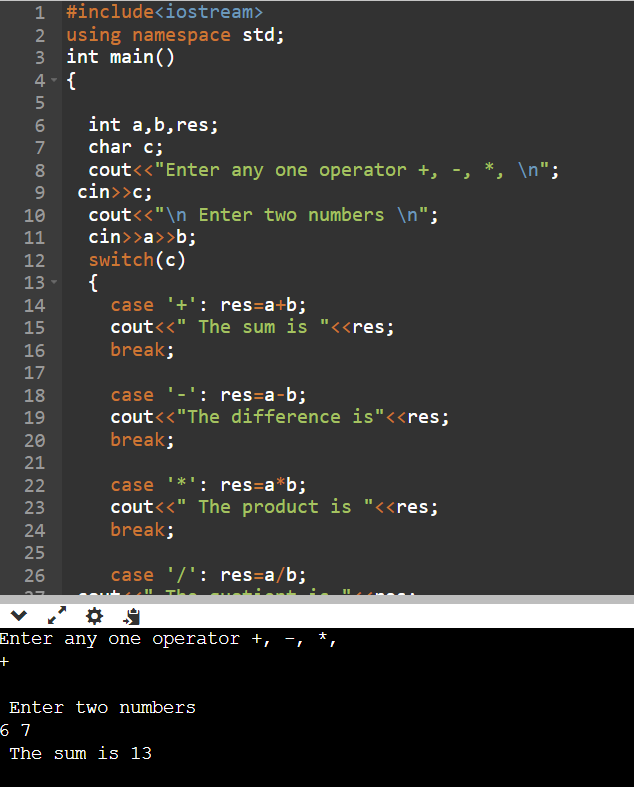 1 #include<iostream>
2 using namespace std;
3 int main()
4 {
5
6 int a,b,res;
7 char c;
8 cout<<"Enter any one operator +, -, *, \n";
9 cin>>c;
10 cout<<"\n Enter two numbers \n";
11 cin>>a>>b;
12 switch(c)
13 {
14 case '+': res=a+b;
15 cout<<" The sum is "<<res;
16 break;
17
18 case '-': res=a-b;
19 cout<<"The difference is"<<res;
20 break;
21
22 case '*': res=a*b;
23 cout<<" The product is "<<res;
24 break;
25
26 case '/': res=a/b;
27 cout<<" The quotient is "<<res;
Enter any one operator +, -, *,
+
Enter two numbers
6 7
The sum is 13